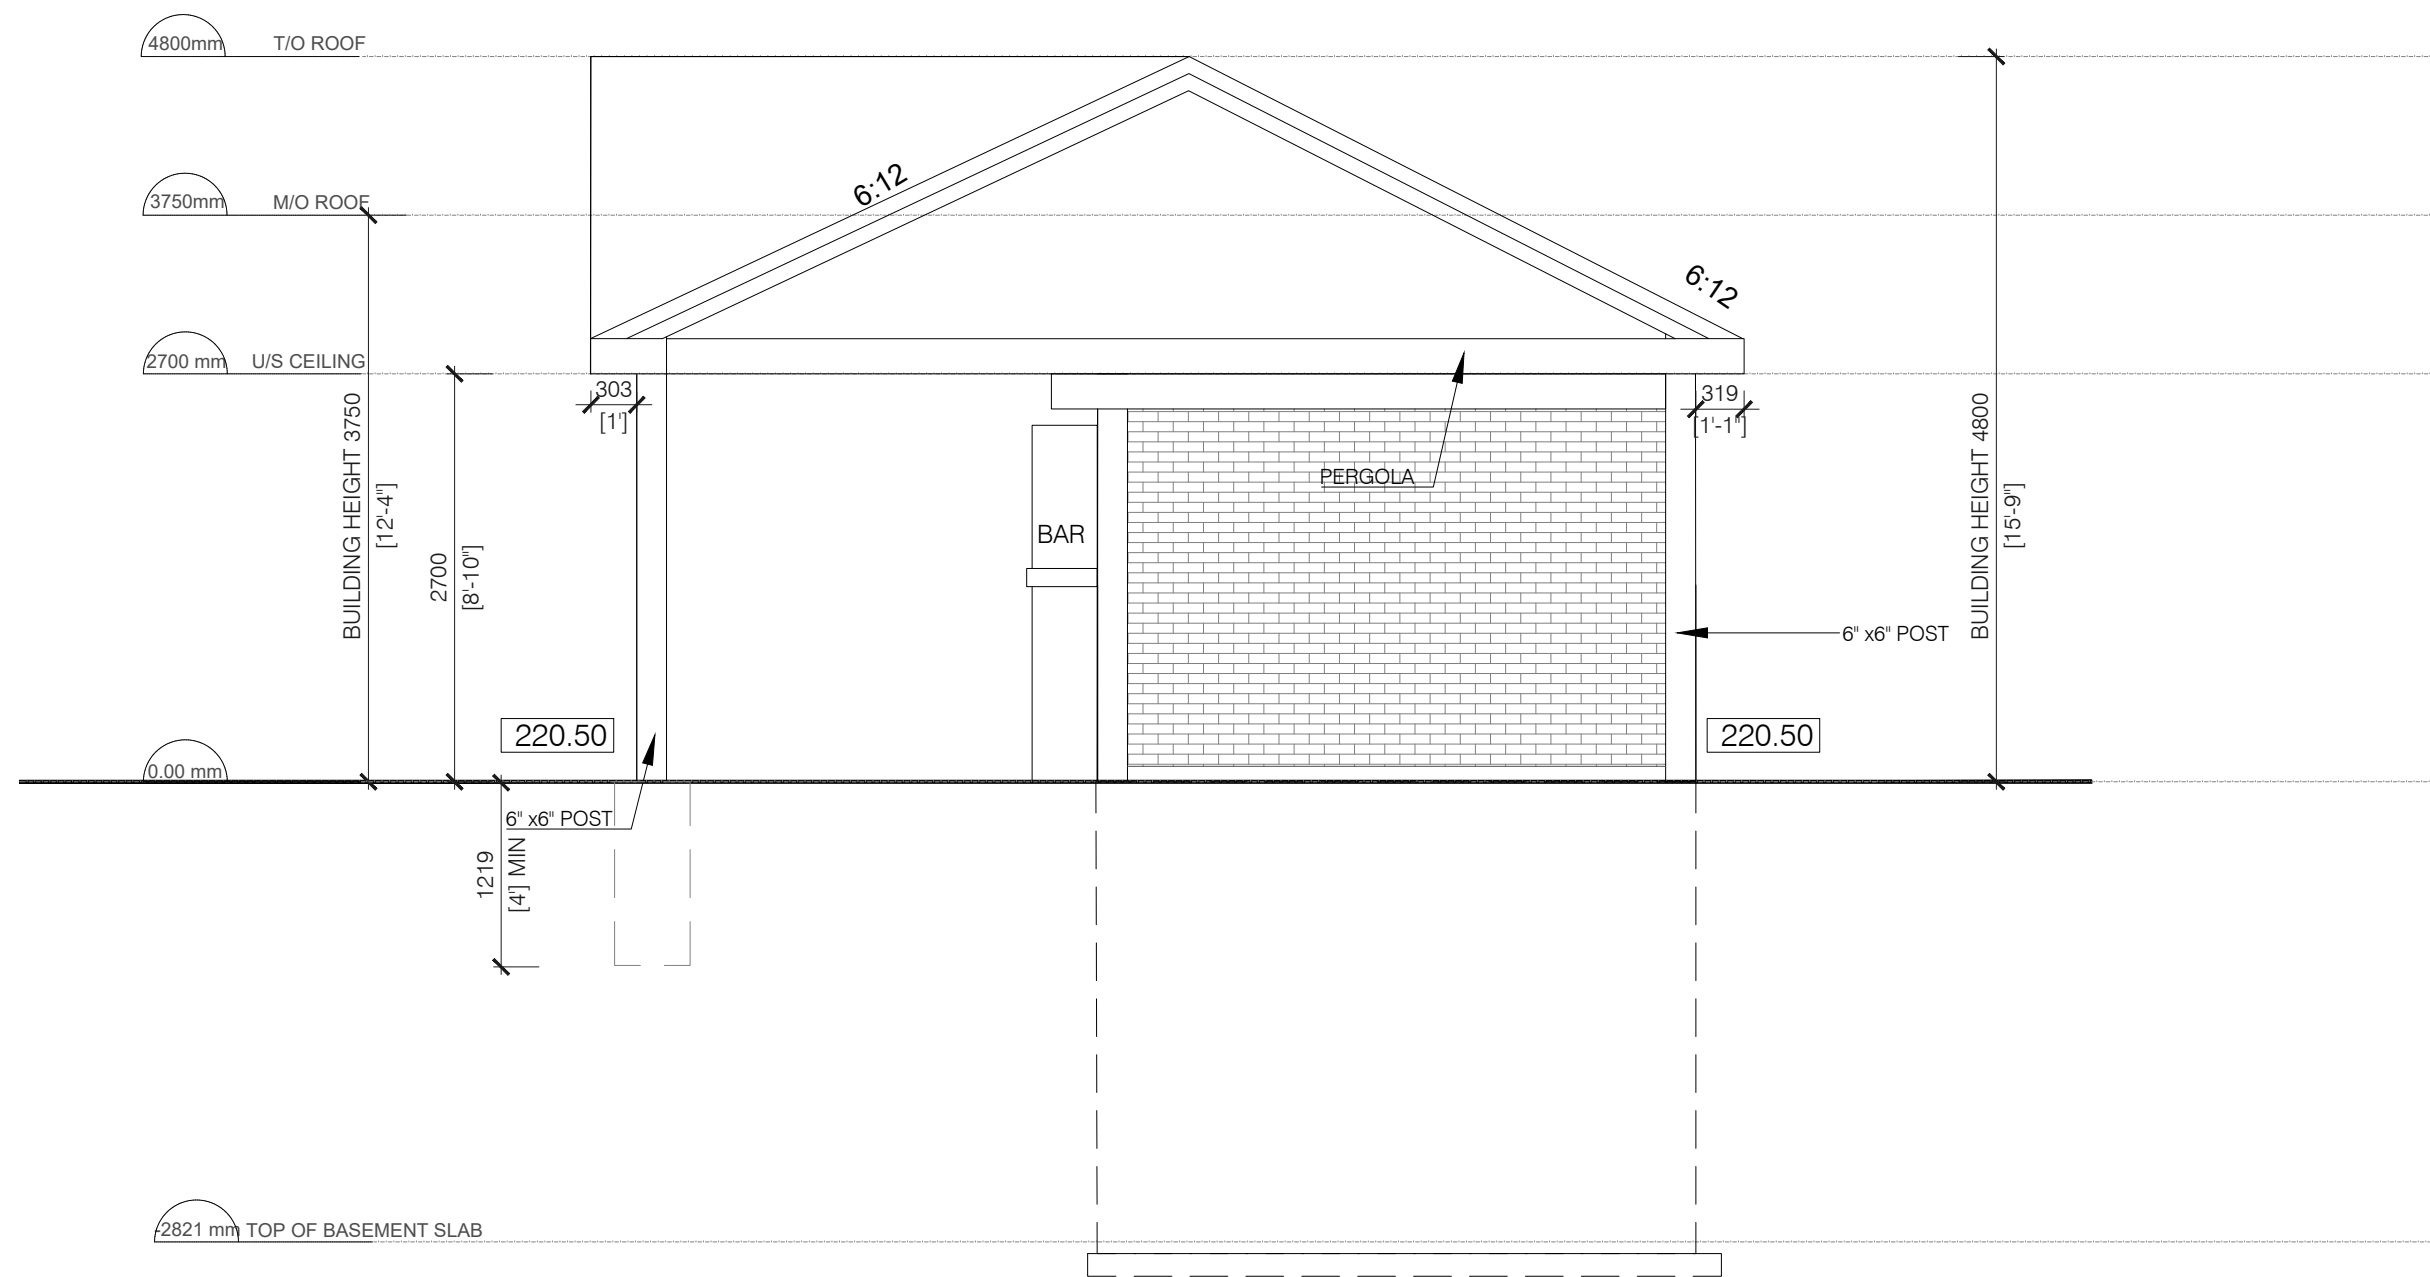 4800mm T/O ROOF
6:12
3750mm M/O ROOF
6:12
2700 mm U/S CEILING
303
[1']
319
[1'-1"]
BUILDING HEIGHT 3750
[12'-4"]
2700
[8'-10"]
PERGOLA
BAR
BUILDING HEIGHT 4800
[15'-9"]
6" x6" POST
220.50
220.50
0.00 mm
6" x6" POST
1219
[4'] MIN
-2821 mm TOP OF BASEMENT SLAB